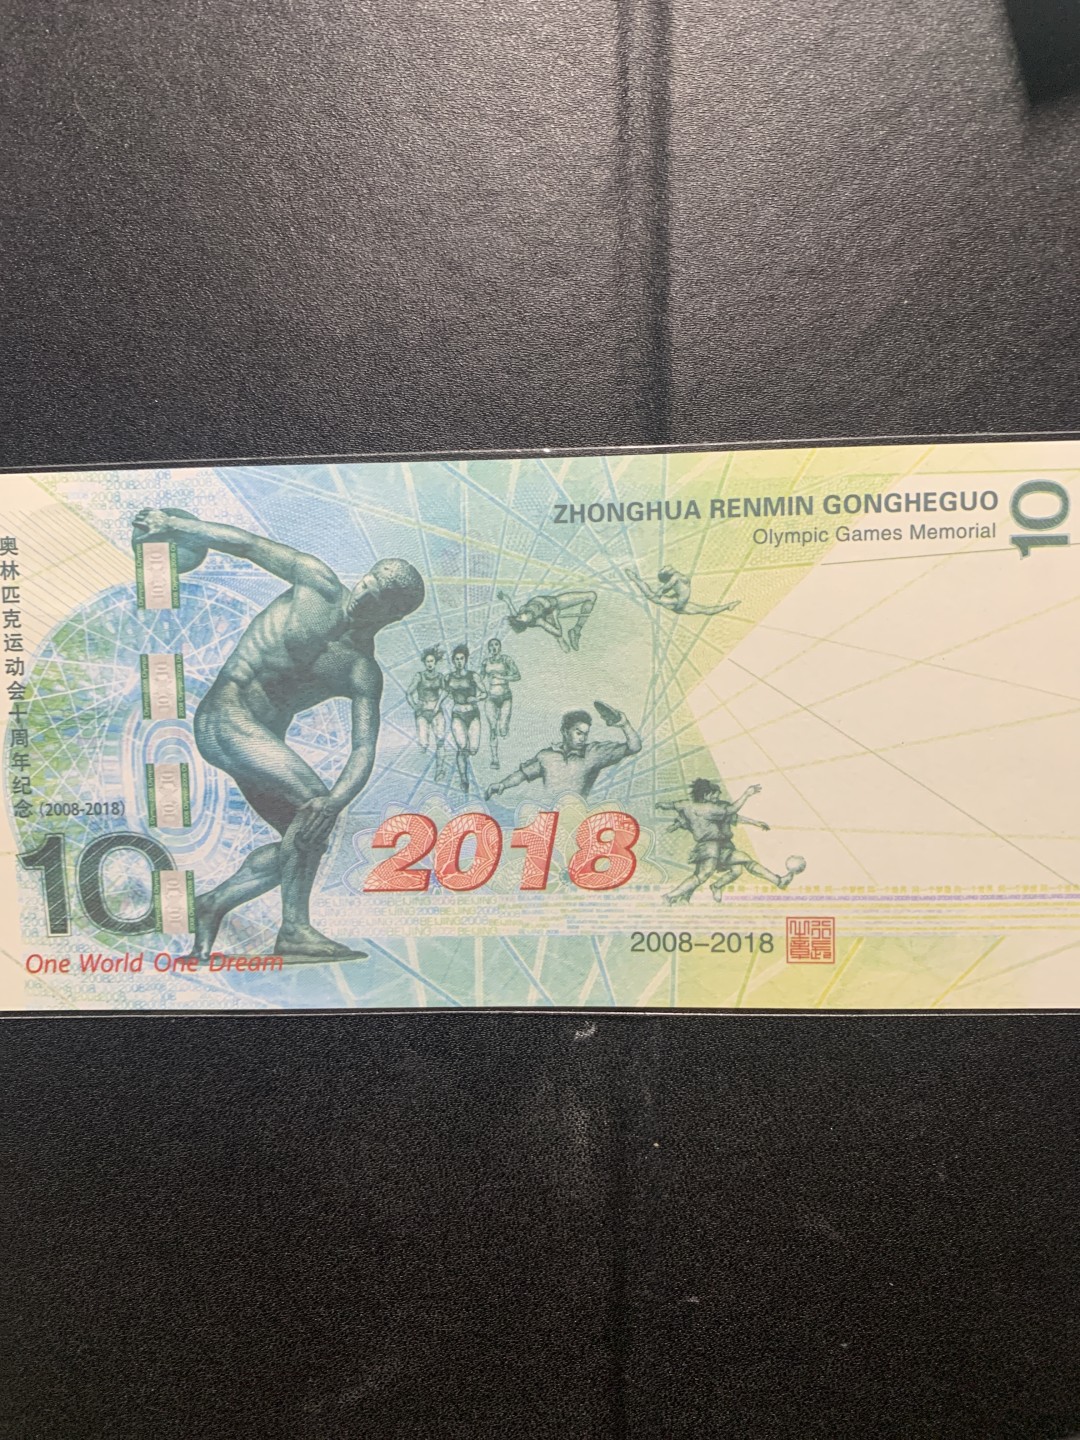 奥林匹克运动会十周年纪念(2008-2018)
ZHONGHUA RENMIN GONGHEGUO
Olympic Games Memorial
10
10
2018
One World One Dream
2008-2018